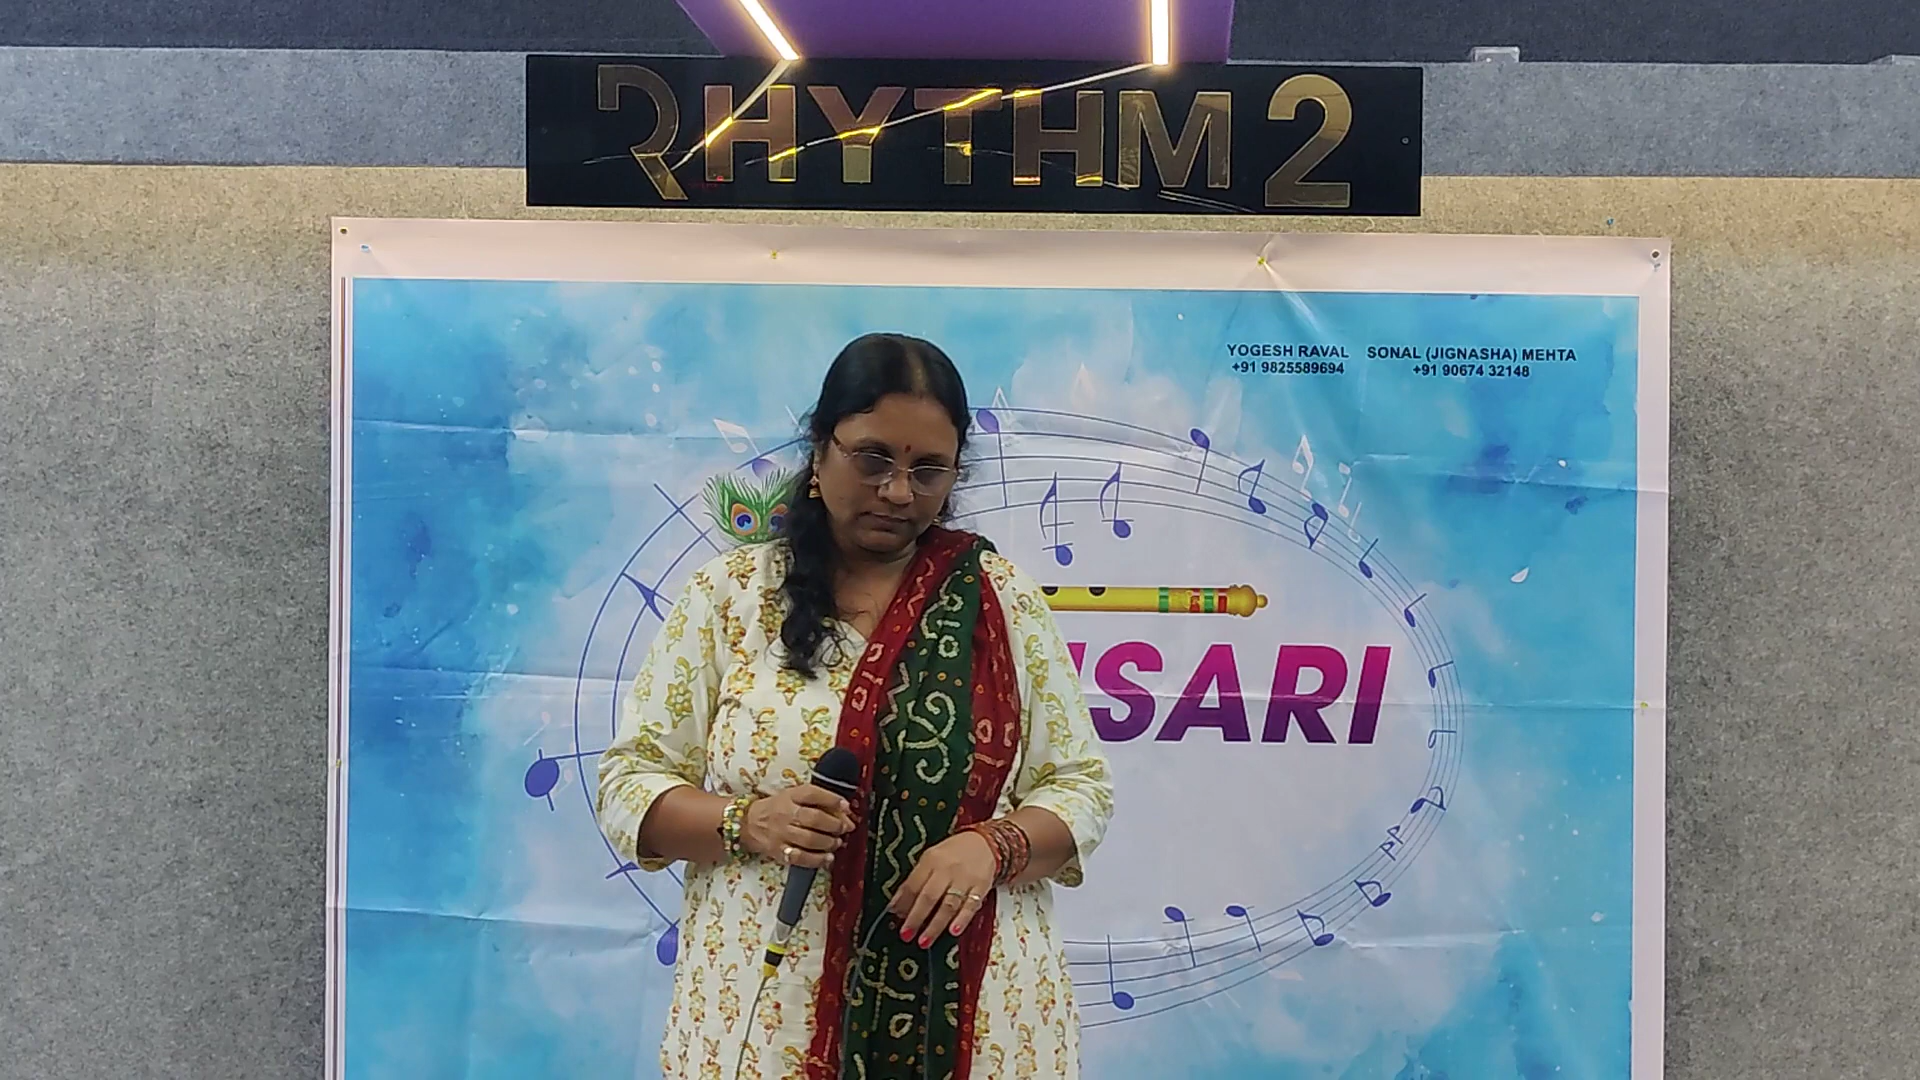 RHYTHM 2
YOGESH RAVAL SONAL (JIGNASHA) MEHTA
+91 9825589694 +91 90674 32148
SARI